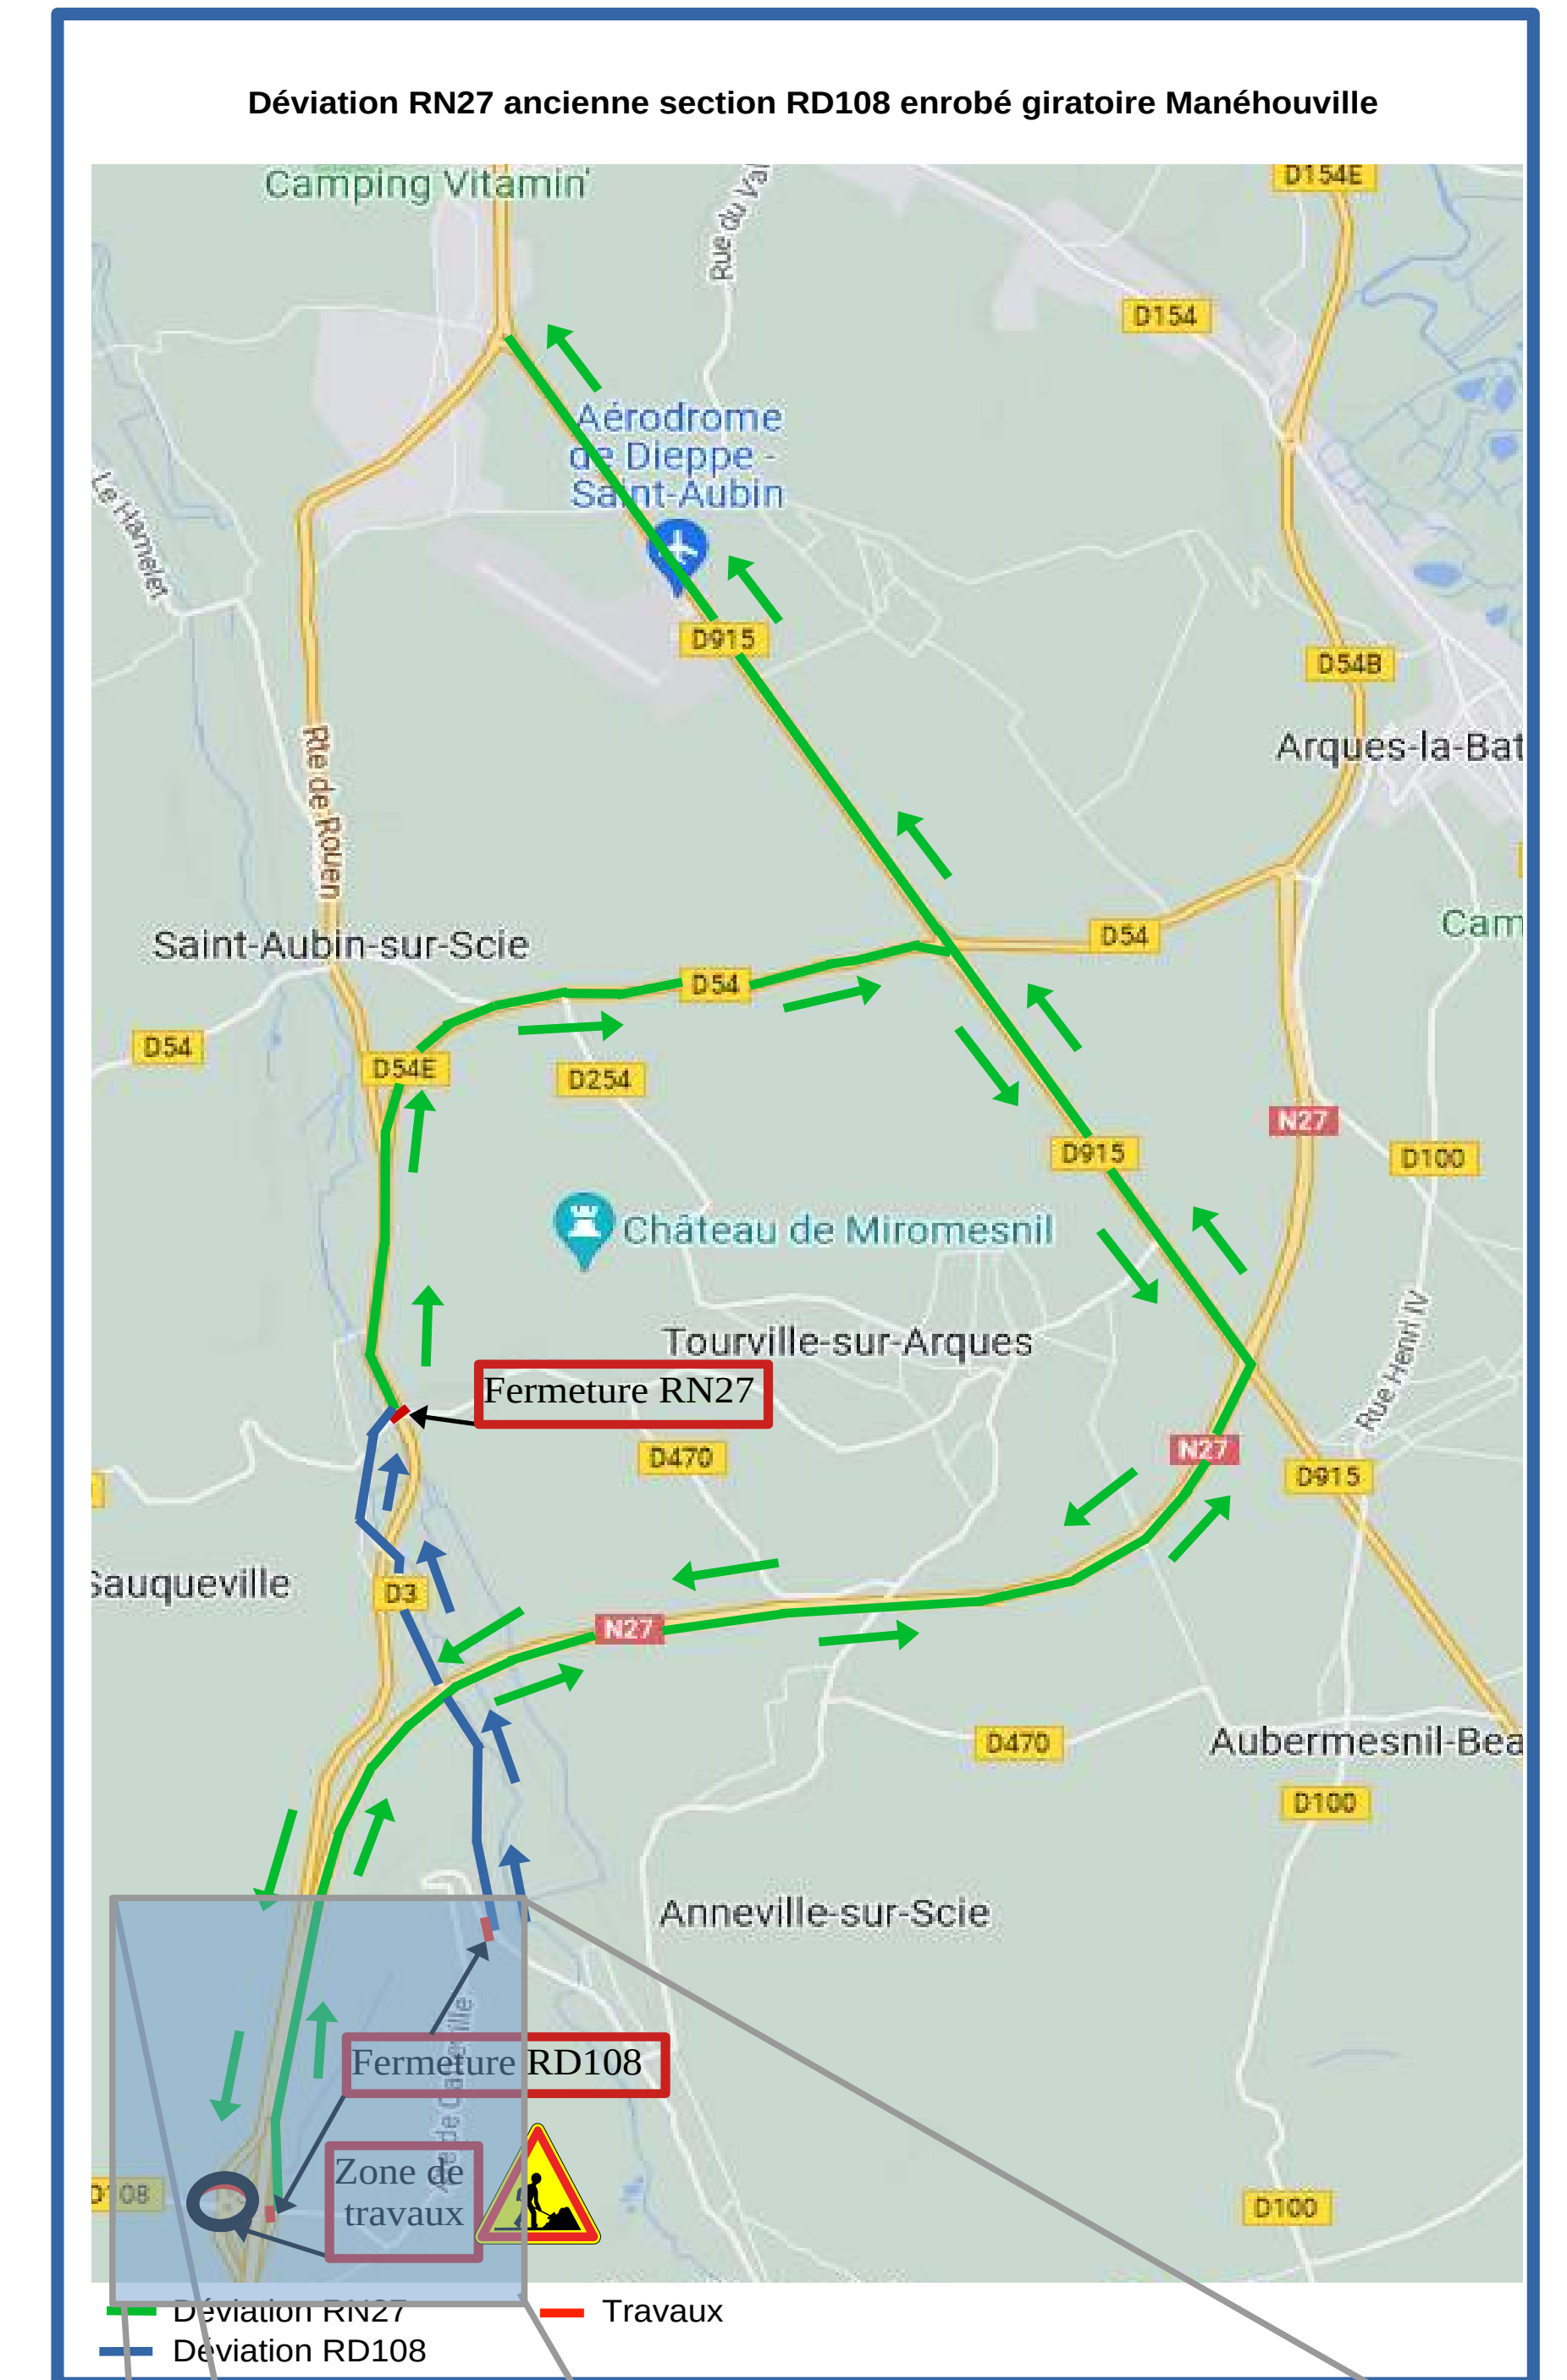 Déviation RN27 ancienne section RD108 enrobé giratoire Manéhouville
Camping Vitamin'
Rue du Val
D154E
D154
Aérodrome
de Dieppe -
Saint-Aubin
Le Hamelet
D915
D54B
Rte de Rouen
Arques-la-Bat
Cam
D54
Saint-Aubin-sur-Scie
D54
D54
D54E
D254
N27
D915
D100
Château de Miromesnil
Tourville-sur-Arques
Rue Henri IV
Fermeture RN27
D470
N27
D915
Sauqueville
D3
N27
D470
Aubermesnil-Bea
D100
Anneville-sur-Scie
Fermeture RD108
Zone de
travaux
D108
D100
Déviation RN27
Travaux
Déviation RD108